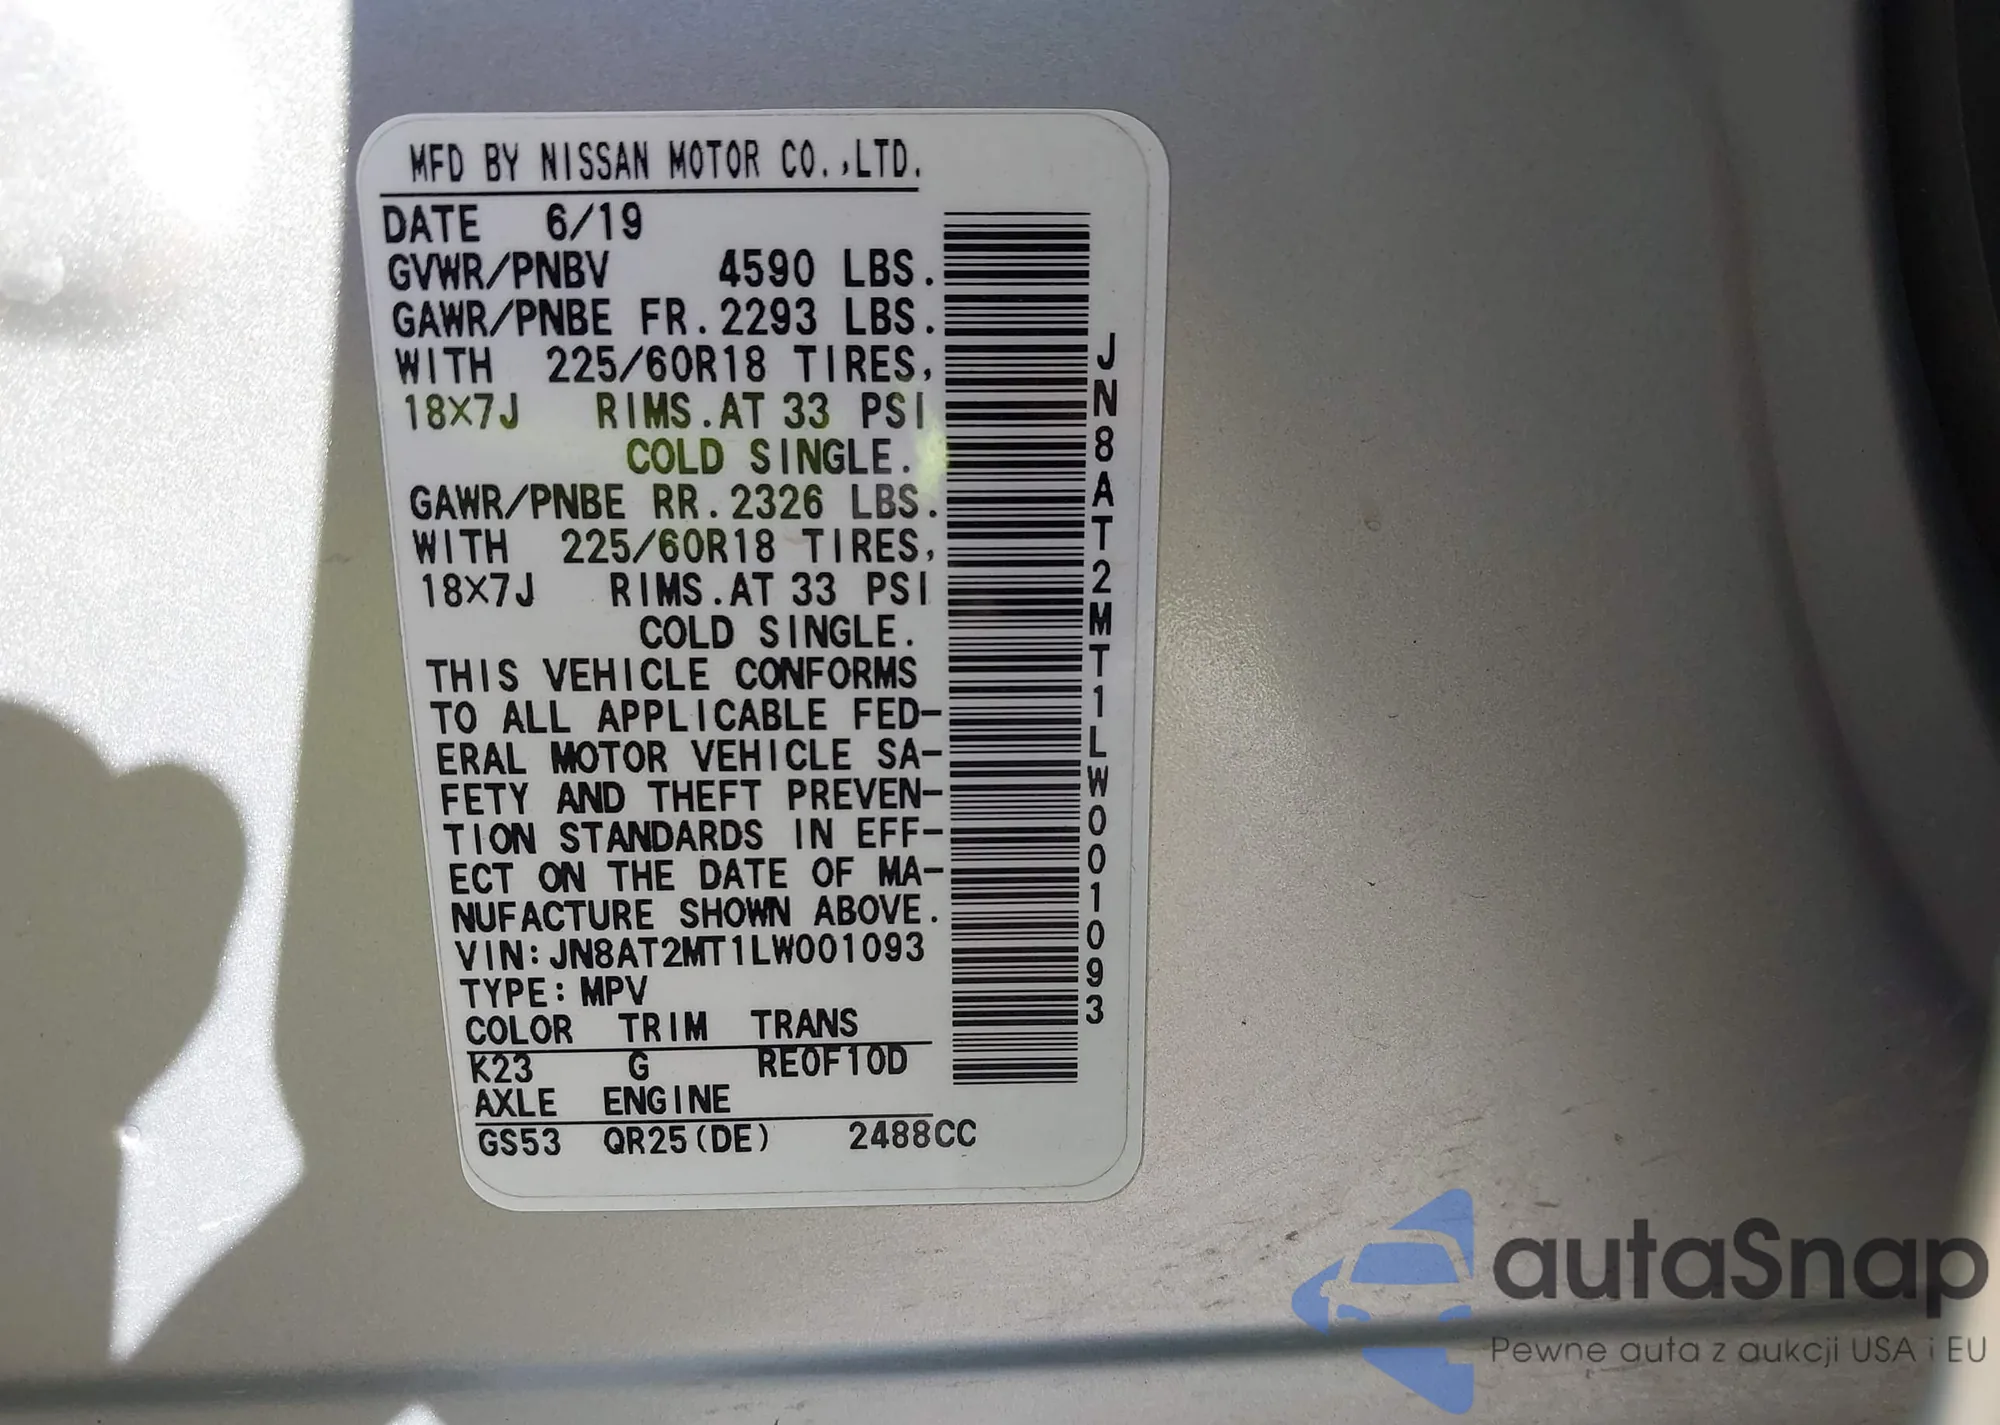 MFD BY NISSAN MOTOR CO.,LTD.
DATE 6/19
GVWR/PNBV 4590 LBS.
GAWR/PNBE FR.2293 LBS.
WITH 225/60R18 TIRES,
18×7J RIMS.AT 33 PSI
COLD SINGLE.
GAWR/PNBE RR.2326 LBS.
WITH 225/60R18 TIRES,
18×7J RIMS.AT 33 PSI
COLD SINGLE.
THIS VEHICLE CONFORMS
TO ALL APPLICABLE FED-
ERAL MOTOR VEHICLE SA-
FETY AND THEFT PREVEN-
TION STANDARDS IN EFF-
ECT ON THE DATE OF MA-
NUFACTURE SHOWN ABOVE.
VIN:JN8AT2MT1LW001093
TYPE:MPV
COLOR TRIM TRANS
K23 G RE0F10D
AXLE ENGINE
GS53 QR25(DE) 2488CC
JN8AT2MT1LW001093
autaSnap
Pewne auta z aukcji USA i EU